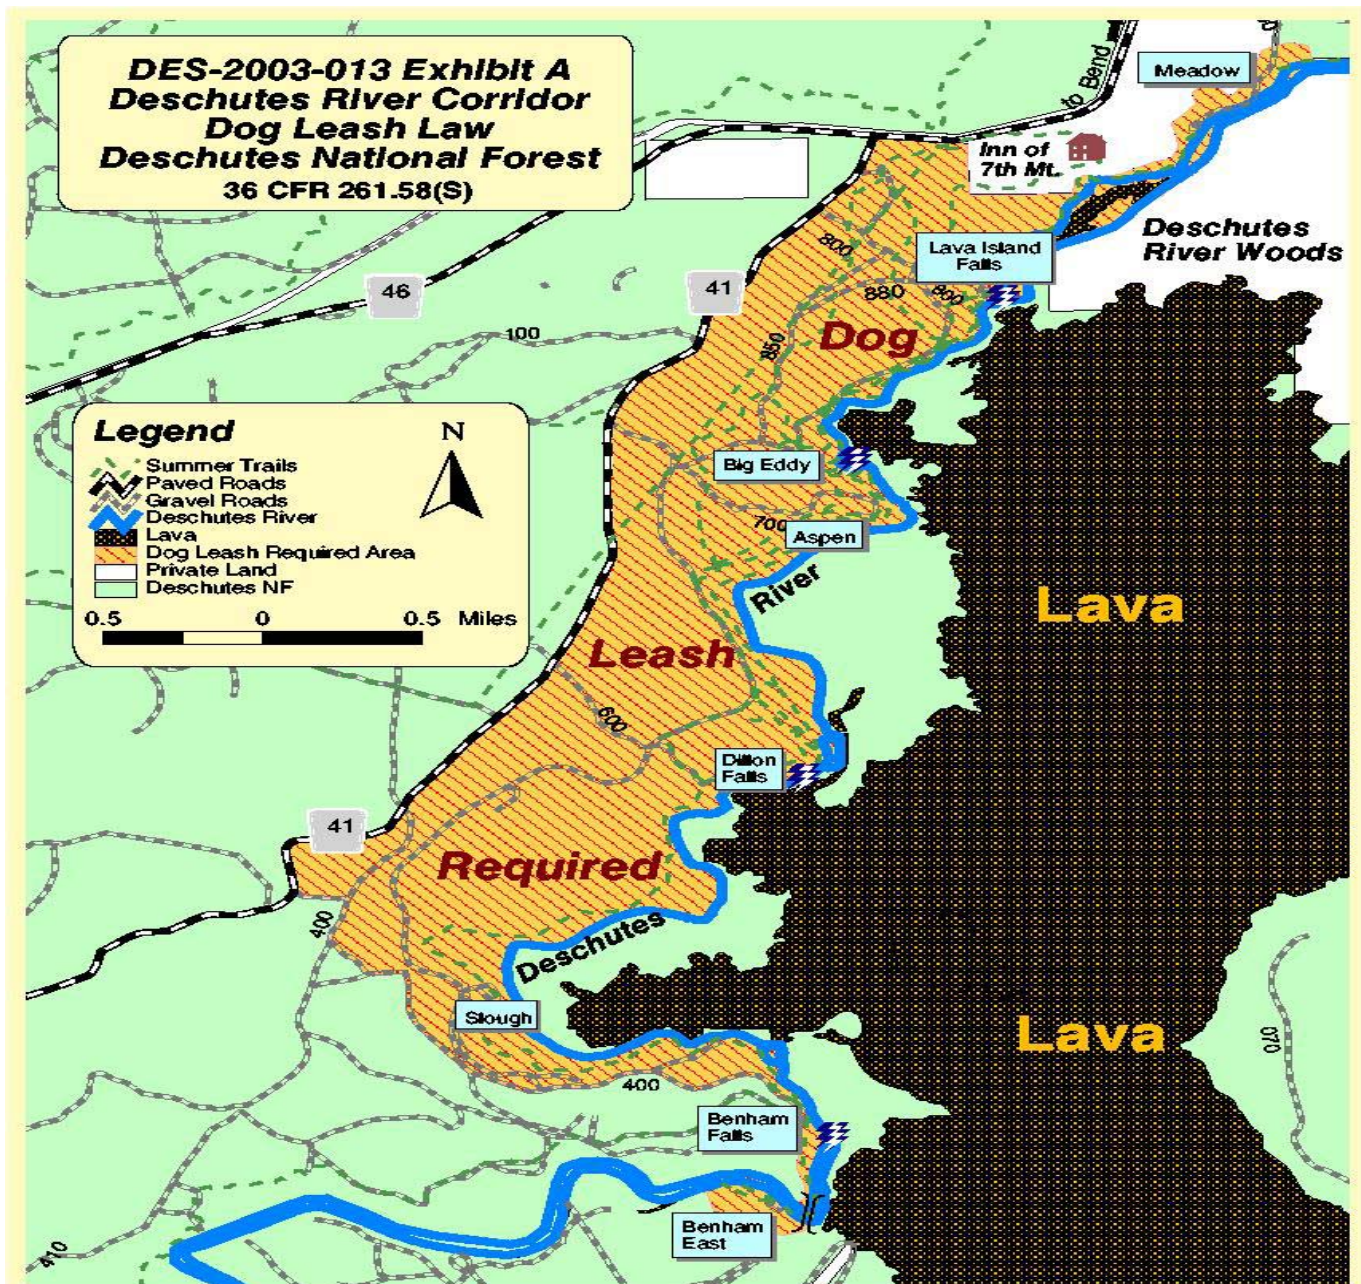 DES-2003-013 Exhibit A
Deschutes River Corridor
Dog Leash Law
Deschutes National Forest
36 CFR 261.58(S)
to Bend
Meadow
Inn of
7th Mt.
Deschutes
River Woods
Lava Island
Falls
46
41
100
800
880
800
850
Dog
Legend
N
Summer Trails
Paved Roads
Gravel Roads
Deschutes River
Lava
Dog Leash Required Area
Private Land
Deschutes NF
0.5 0 0.5 Miles
Big Eddy
700
Aspen
River
Lava
Leash
600
Dillon
Falls
41
Required
400
Deschutes
Slough
Lava
070
400
Benham
Falls
Benham
East
410